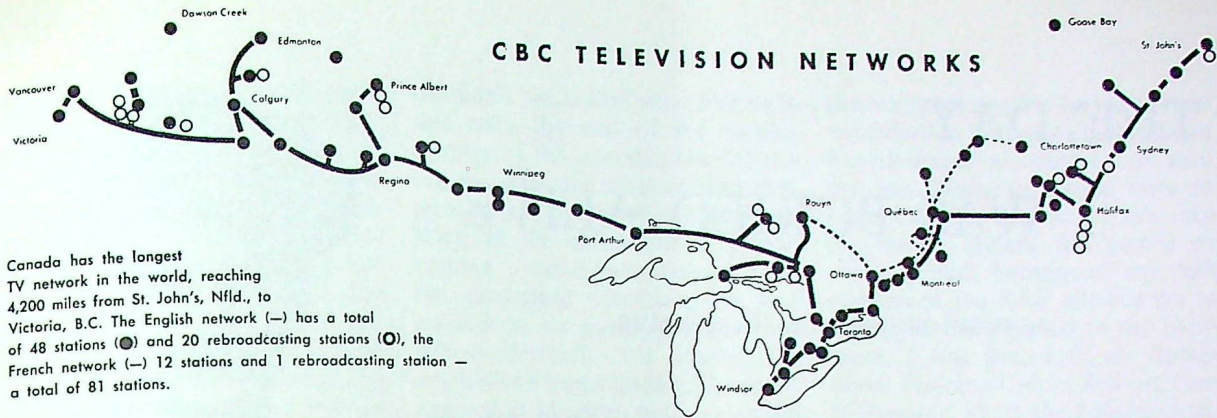 CBC TELEVISION NETWORKS
Dawson Creek
Edmonton
Goose Bay
St. John's
Vancouver
Calgary
Prince Albert
Victoria
Regina
Winnipeg
Charlottetown
Sydney
Rouyn
Québec
Halifax
Port Arthur
Ottawa
Montreal
Toronto
Windsor
Canada has the longest
TV network in the world, reaching
4,200 miles from St. John's, Nfld., to
Victoria, B.C. The English network (—) has a total
of 48 stations (●) and 20 rebroadcasting stations (O), the
French network (—) 12 stations and 1 rebroadcasting station —
a total of 81 stations.